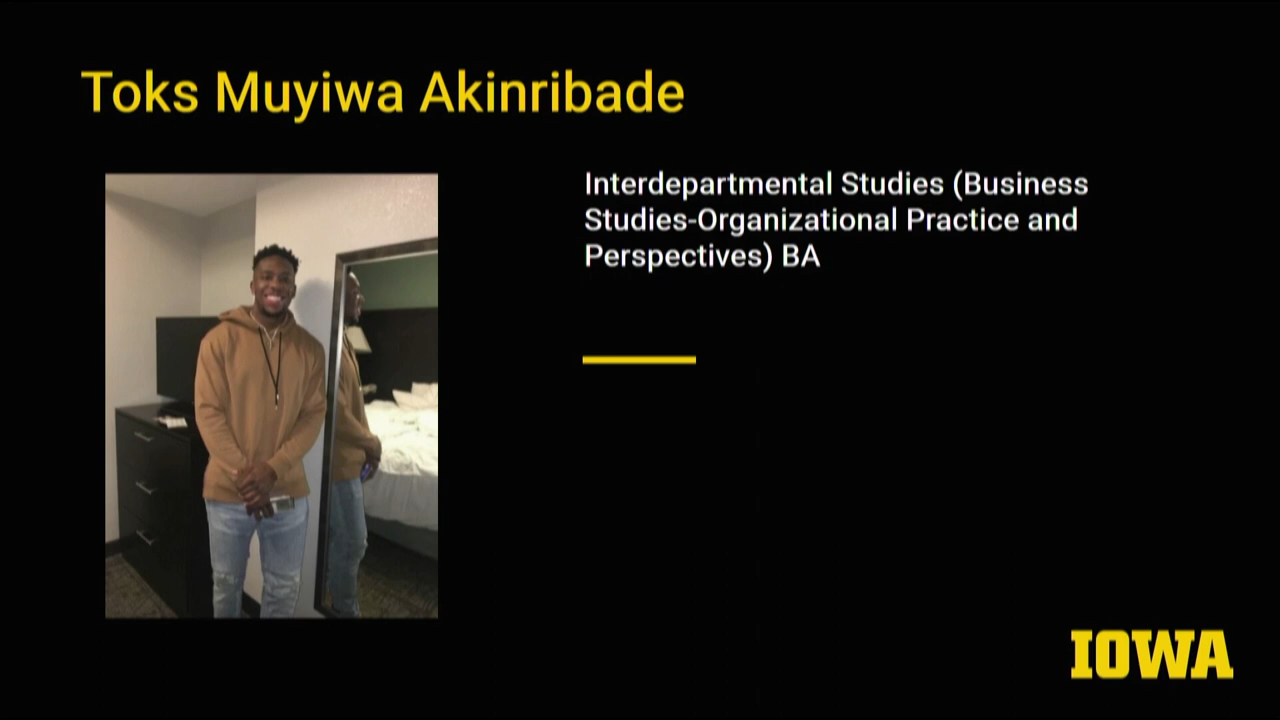 Toks Muyiwa Akinribade
Interdepartmental Studies (Business
Studies-Organizational Practice and
Perspectives) BA
IOWA